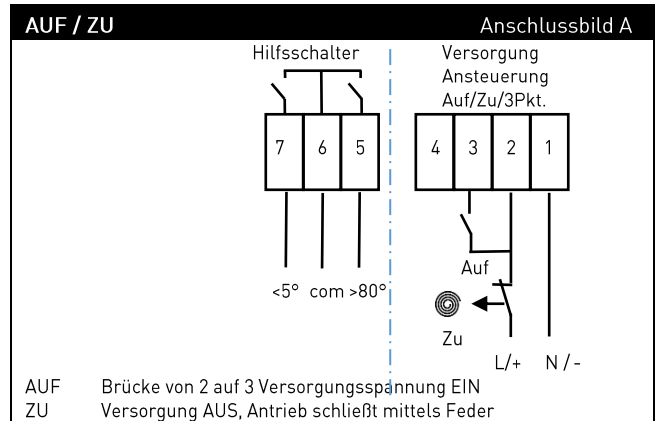 AUF / ZU Anschlussbild A
Hilfsschalter
Versorgung
Ansteuerung
Auf/Zu/3Pkt.
7 6 5 4 3 2 1
Auf
<5° com >80°
Zu
L/+ N / -
AUF Brücke von 2 auf 3 Versorgungsspannung EIN
ZU Versorgung AUS, Antrieb schließt mittels Feder